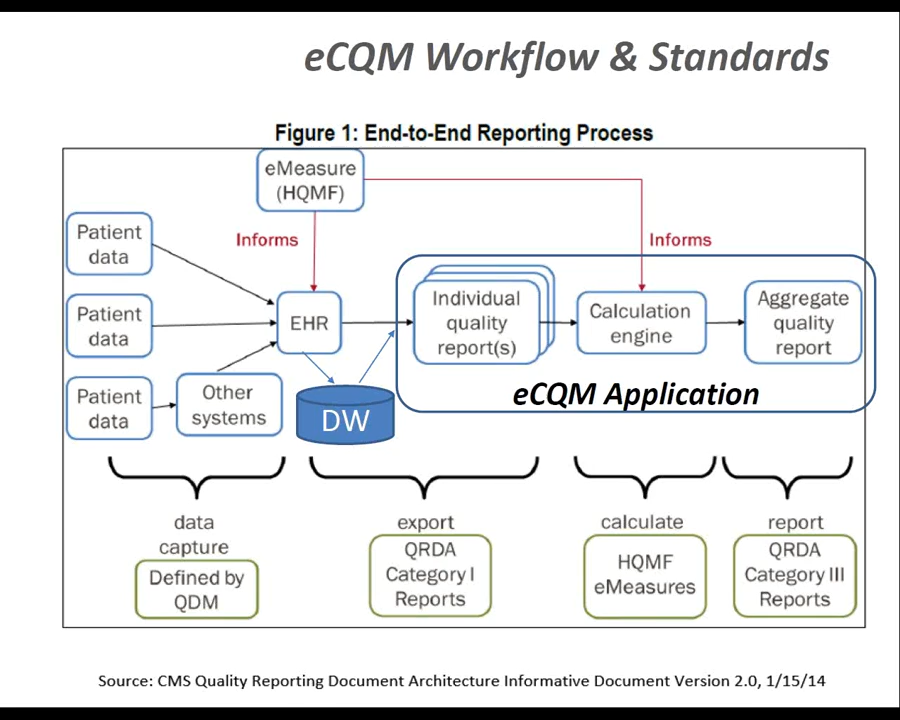 eCQM Workflow & Standards
Figure 1: End-to-End Reporting Process
eMeasure
(HQMF)
Informs
Informs
Patient
data
Patient
data
Patient
data
Other
systems
EHR
DW
Individual
quality
report(s)
Calculation
engine
Aggregate
quality
report
eCQM Application
data
capture
Defined by
QDM
export
QRDA
Category I
Reports
calculate
HQMF
eMeasures
report
QRDA
Category III
Reports
Source: CMS Quality Reporting Document Architecture Informative Document Version 2.0, 1/15/14